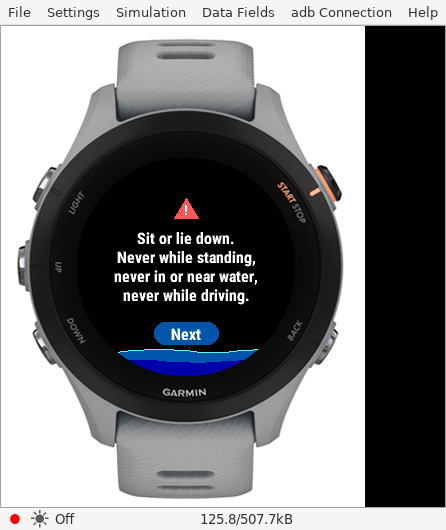 File Settings Simulation Data Fields adb Connection Help
LIGHT
START STOP
UP
DOWN
BACK
!
Sit or lie down.
Never while standing,
never in or near water,
never while driving.
Next
GARMIN
Off 125.8/507.7kB